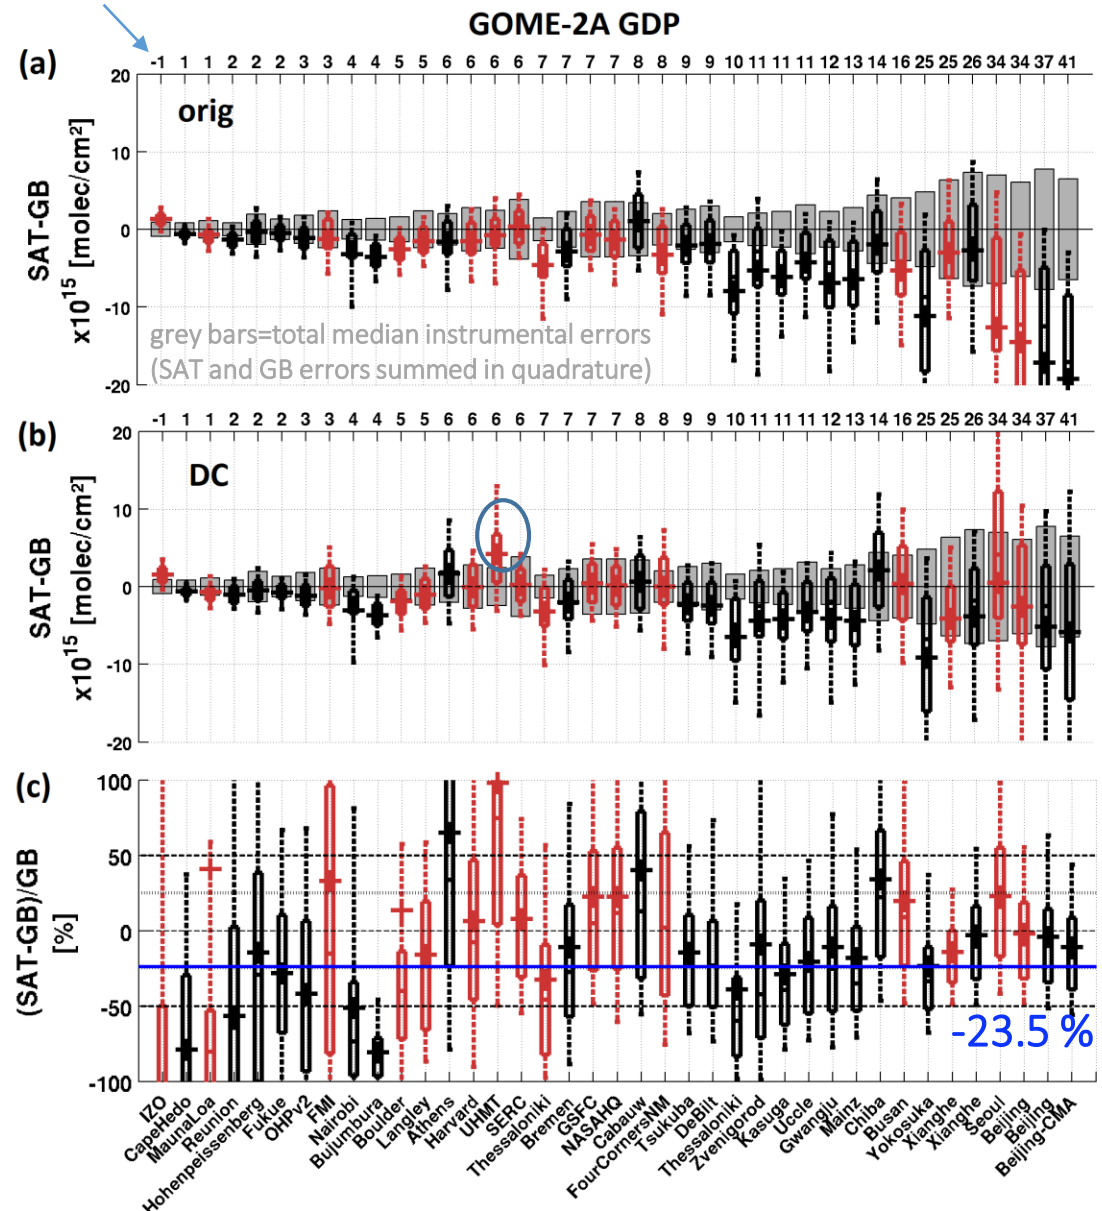 GOME-2A GDP
(a)
-1 1 1 2 2 2 3 3 4 4 5 5 6 6 6 6 7 7 7 7 8 8 9 9 10 11 11 11 12 13 14 16 25 25 26 34 34 37 41
orig
20
10
0
-10
-20
SAT-GB
x10¹⁵ [molec/cm²]
grey bars=total median instrumental errors
(SAT and GB errors summed in quadrature)
(b)
-1 1 1 2 2 2 3 3 4 4 5 5 6 6 6 6 7 7 7 7 8 8 9 9 10 11 11 11 12 13 14 16 25 25 26 34 34 37 41
DC
20
10
0
-10
-20
SAT-GB
x10¹⁵ [molec/cm²]
(c)
100
50
0
-50
-100
(SAT-GB)/GB
[%]
-23.5 %
IZO
CapeHedo
MaunaLoa
Reunion
Hohenpeissenberg
Fukue
OHPv2
FMI
Nairobi
Bujumbura
Boulder
Langley
Athens
Harvard
UHMT
SERC
Thessaloniki
Bremen
GSFC
NASAHQ
Cabauw
FourCornersNM
Tsukuba
DeBilt
Thessaloniki
Zvenigorod
Kasuga
Uccle
Gwangju
Mainz
Chiba
Busan
Yokosuka
Xianghe
Xianghe
Seoul
Beijing
Beijing
Beijing-CMA